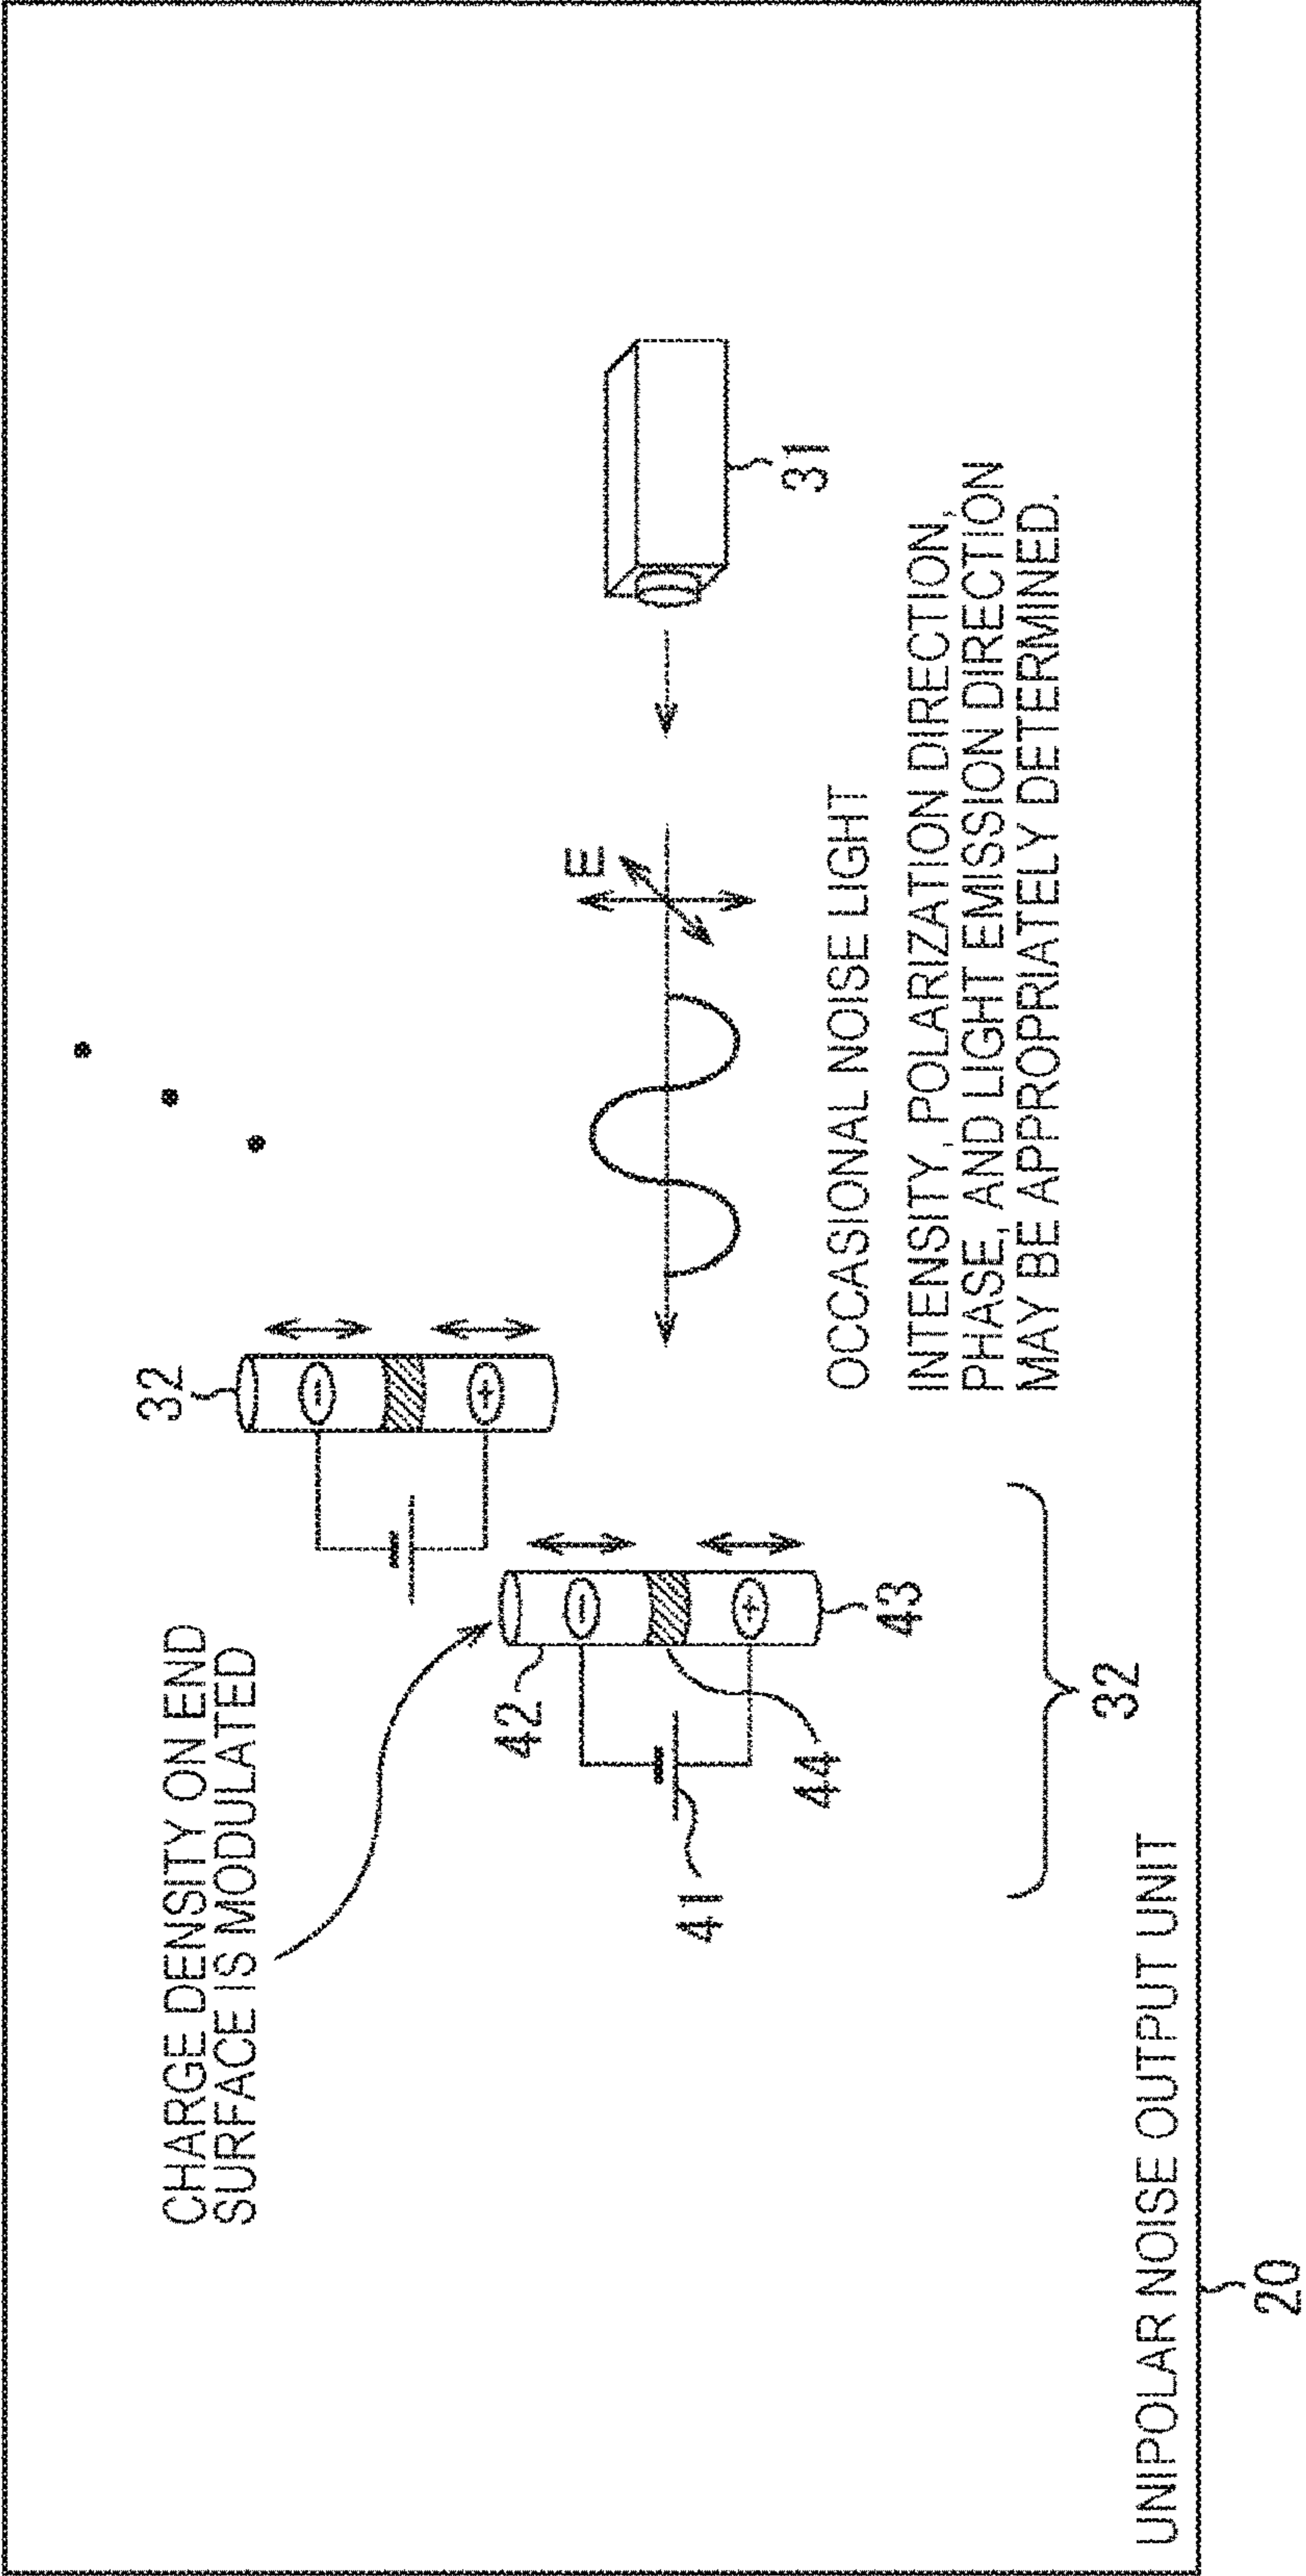 CHARGE DENSITY ON END
SURFACE IS MODULATED
32
E
42
41
44
43
31
OCCASIONAL NOISE LIGHT
INTENSITY, POLARIZATION DIRECTION,
PHASE, AND LIGHT EMISSION DIRECTION
MAY BE APPROPRIATELY DETERMINED.
32
UNIPOLAR NOISE OUTPUT UNIT
20